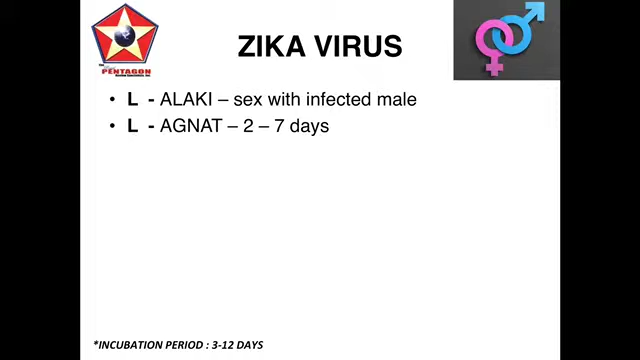 ZIKA VIRUS
PENTAGON
• L - ALAKI – sex with infected male
• L - AGNAT – 2 – 7 days
*INCUBATION PERIOD : 3-12 DAYS